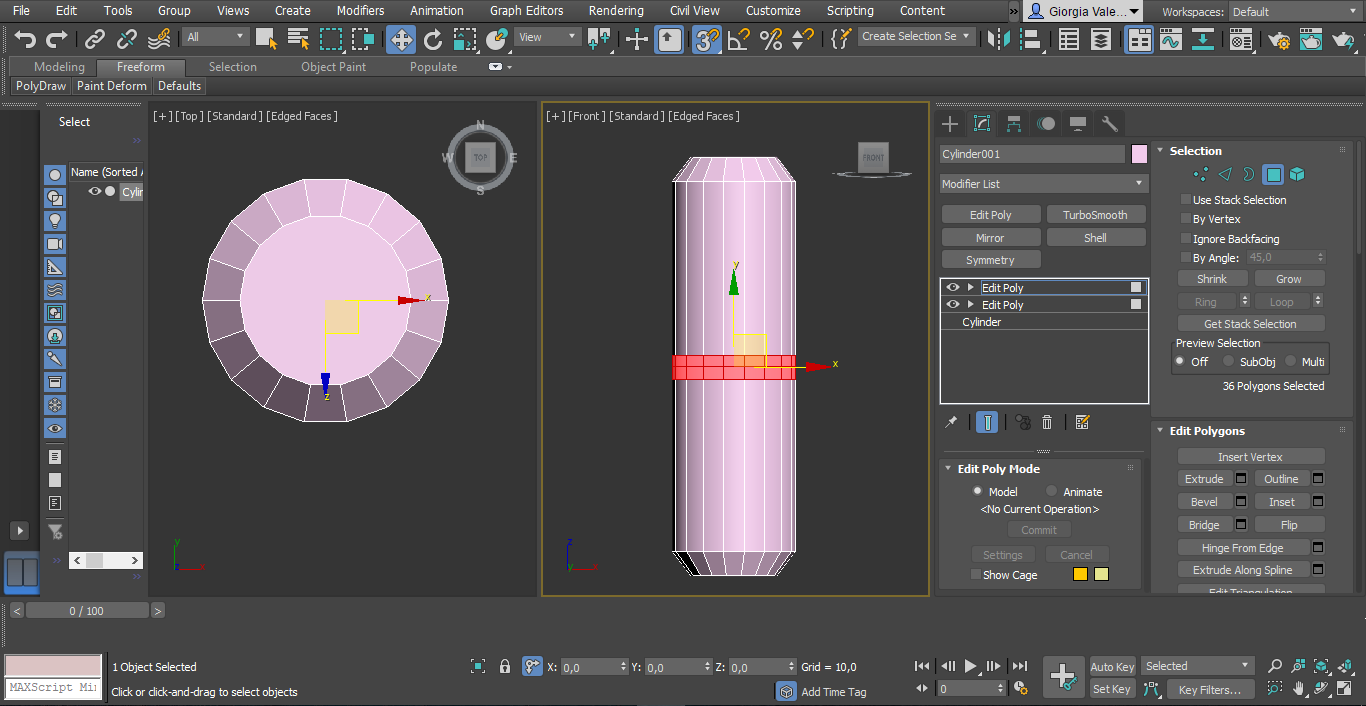 File Edit Tools Group Views Create Modifiers Animation Graph Editors Rendering Civil View Customize Scripting Content » Giorgia Vale... Workspaces: Default
All View Create Selection Se
Modeling Freeform Selection Object Paint Populate
PolyDraw Paint Deform Defaults
Select
Name (Sorted A
Cylin
[+] [Top] [Standard] [Edged Faces]
N
W TOP E
S
x
z
y
x
[+] [Front] [Standard] [Edged Faces]
FRONT
y
x
z
y x
Cylinder001
Modifier List
Edit Poly TurboSmooth
Mirror Shell
Symmetry
Edit Poly
Edit Poly
Cylinder
Edit Poly Mode
Model Animate
<No Current Operation>
Commit
Settings Cancel
Show Cage
Selection
Use Stack Selection
By Vertex
Ignore Backfacing
By Angle: 45,0
Shrink Grow
Ring Loop
Get Stack Selection
Preview Selection
Off SubObj Multi
36 Polygons Selected
Edit Polygons
Insert Vertex
Extrude Outline
Bevel Inset
Bridge Flip
Hinge From Edge
Extrude Along Spline
Edit Triangulation
< 0 / 100 >
1 Object Selected X: 0,0 Y: 0,0 Z: 0,0 Grid = 10,0 Auto Key Selected
MAXScript Mi Click or click-and-drag to select objects Add Time Tag 0 Set Key Key Filters...